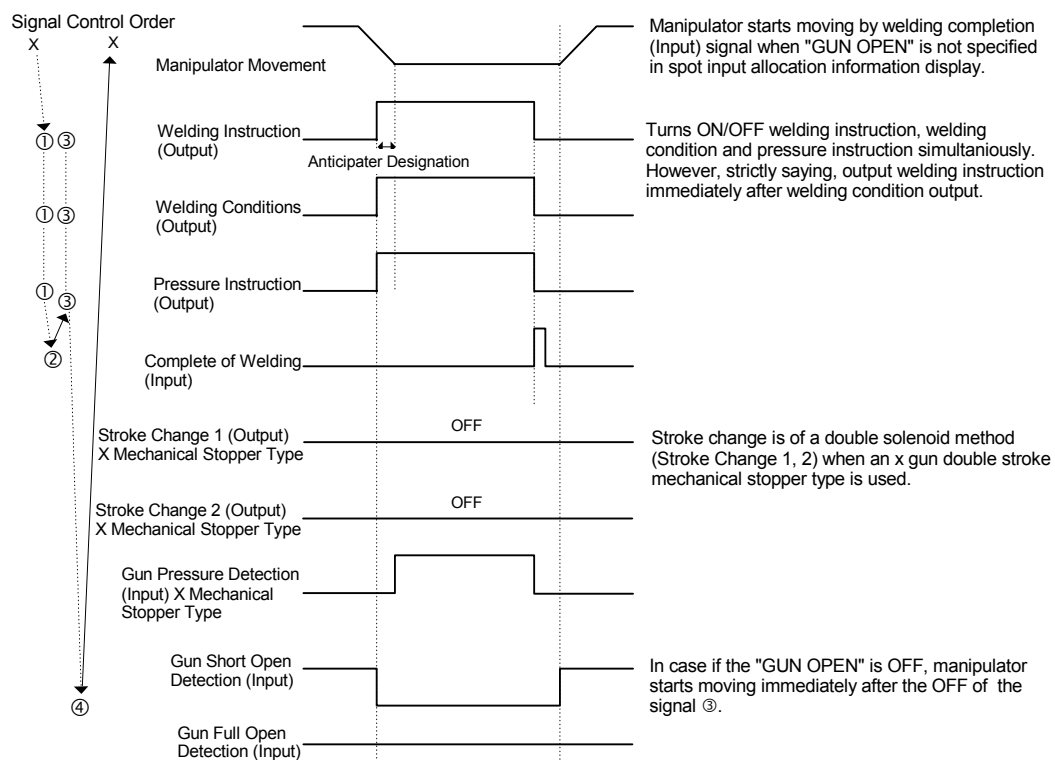 Signal Control Order
X
X
Manipulator Movement
Manipulator starts moving by welding completion
(Input) signal when "GUN OPEN" is not specified
in spot input allocation information display.
① ③
Welding Instruction
(Output)
Anticipater Designation
Turns ON/OFF welding instruction, welding
condition and pressure instruction simultaniously.
However, strictly saying, output welding instruction
immediately after welding condition output.
① ③
Welding Conditions
(Output)
① ③
Pressure Instruction
(Output)
②
Complete of Welding
(Input)
Stroke Change 1 (Output)
X Mechanical Stopper Type
OFF
Stroke change is of a double solenoid method
(Stroke Change 1, 2) when an x gun double stroke
mechanical stopper type is used.
Stroke Change 2 (Output)
X Mechanical Stopper Type
OFF
Gun Pressure Detection
(Input) X Mechanical
Stopper Type
Gun Short Open
Detection (Input)
④
In case if the "GUN OPEN" is OFF, manipulator
starts moving immediately after the OFF of the
signal ③.
Gun Full Open
Detection (Input)